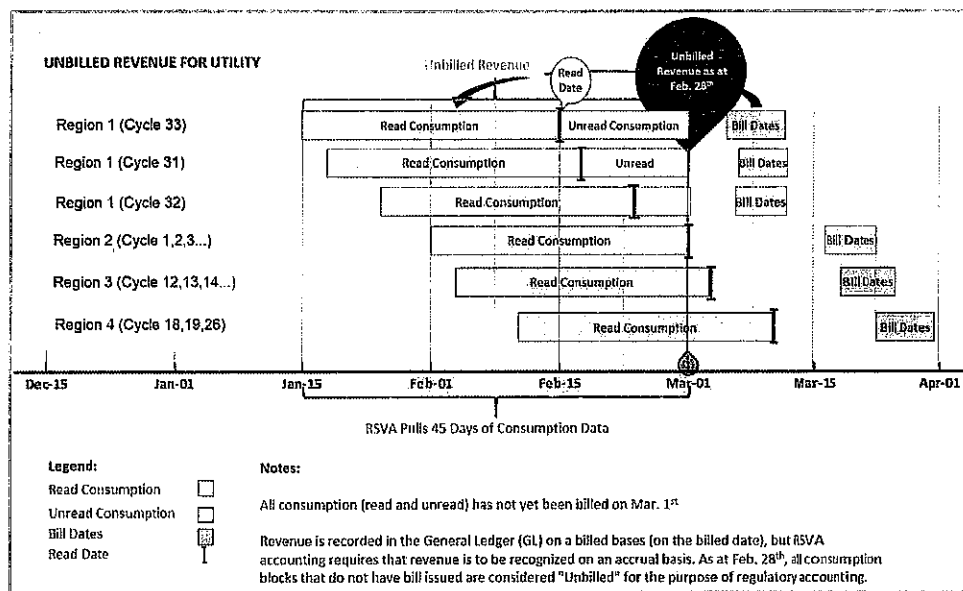 UNBILLED REVENUE FOR UTILITY
Unbilled Revenue
Read
Date
Unbilled
Revenue as at
Feb. 28th
Region 1 (Cycle 33)
Read Consumption
Unread Consumption
Bill Dates
Region 1 (Cycle 31)
Read Consumption
Unread
Bill Dates
Region 1 (Cycle 32)
Read Consumption
Bill Dates
Region 2 (Cycle 1,2,3...)
Read Consumption
Bill Dates
Region 3 (Cycle 12,13,14...)
Read Consumption
Bill Dates
Region 4 (Cycle 18,19,26)
Read Consumption
Bill Dates
Dec-15 Jan-01 Jan-15 Feb-01 Feb-15 Mar-01 Mar-15 Apr-01
RSVA Pulls 45 Days of Consumption Data
Legend:
Read Consumption
Unread Consumption
Bill Dates
Read Date
Notes:
All consumption (read and unread) has not yet been billed on Mar. 1st
Revenue is recorded in the General Ledger (GL) on a billed bases (on the billed date), but RSVA
accounting requires that revenue is to be recognized on an accrual basis. As at Feb. 28th, all consumption
blocks that do not have bill issued are considered "Unbilled" for the purpose of regulatory accounting.